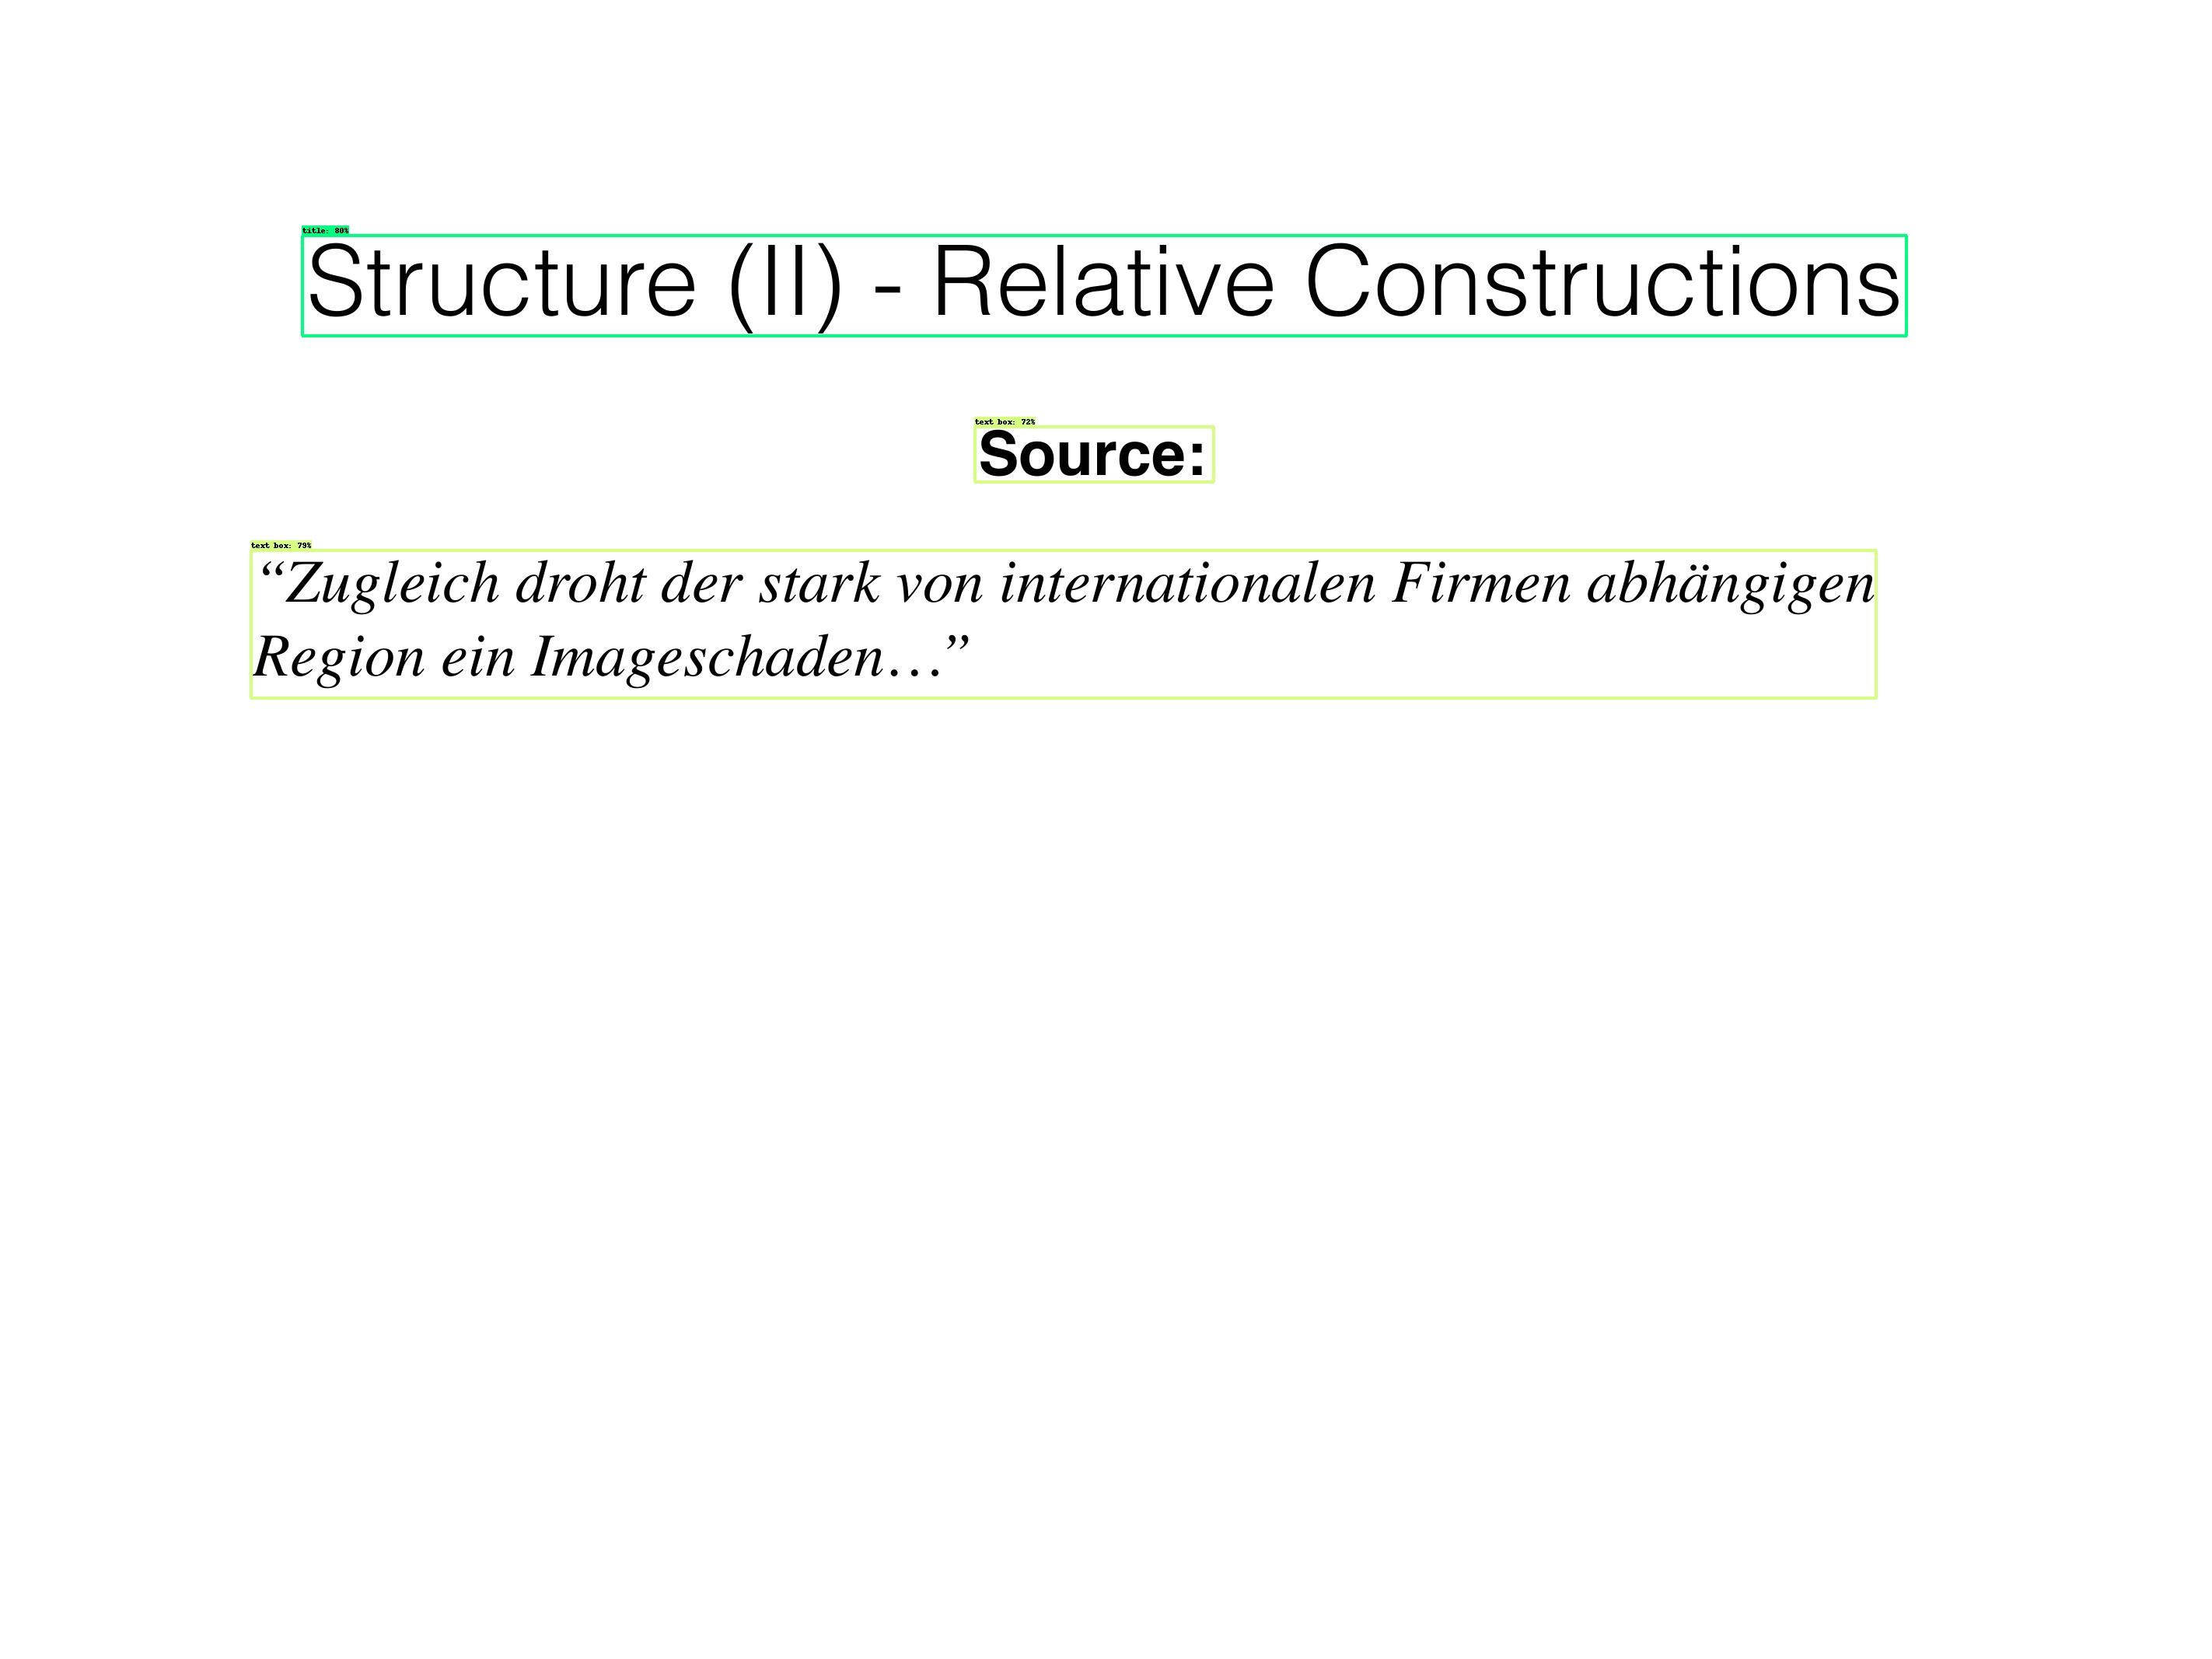 title: 80%
Structure (II) - Relative Constructions
text box: 72%
Source:
text box: 79%
“Zugleich droht der stark von internationalen Firmen abhängigen
Region ein Imageschaden…”